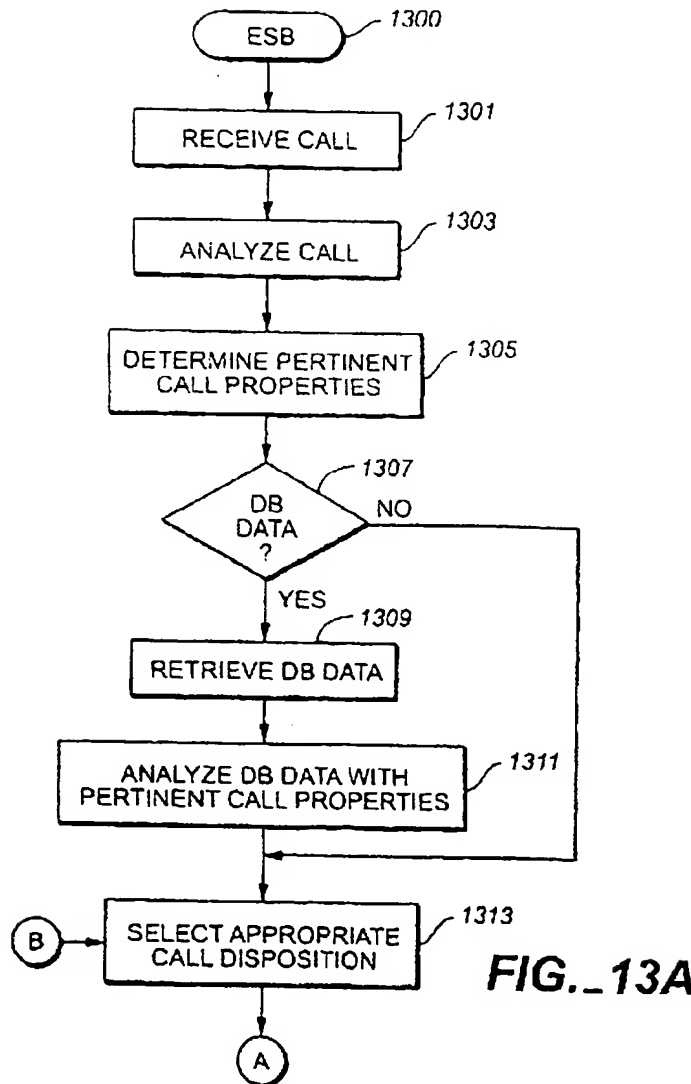 ESB
1300
RECEIVE CALL
1301
ANALYZE CALL
1303
DETERMINE PERTINENT
CALL PROPERTIES
1305
DB
DATA
?
1307
NO
YES
RETRIEVE DB DATA
1309
ANALYZE DB DATA WITH
PERTINENT CALL PROPERTIES
1311
B
SELECT APPROPRIATE
CALL DISPOSITION
1313
A
FIG._13A